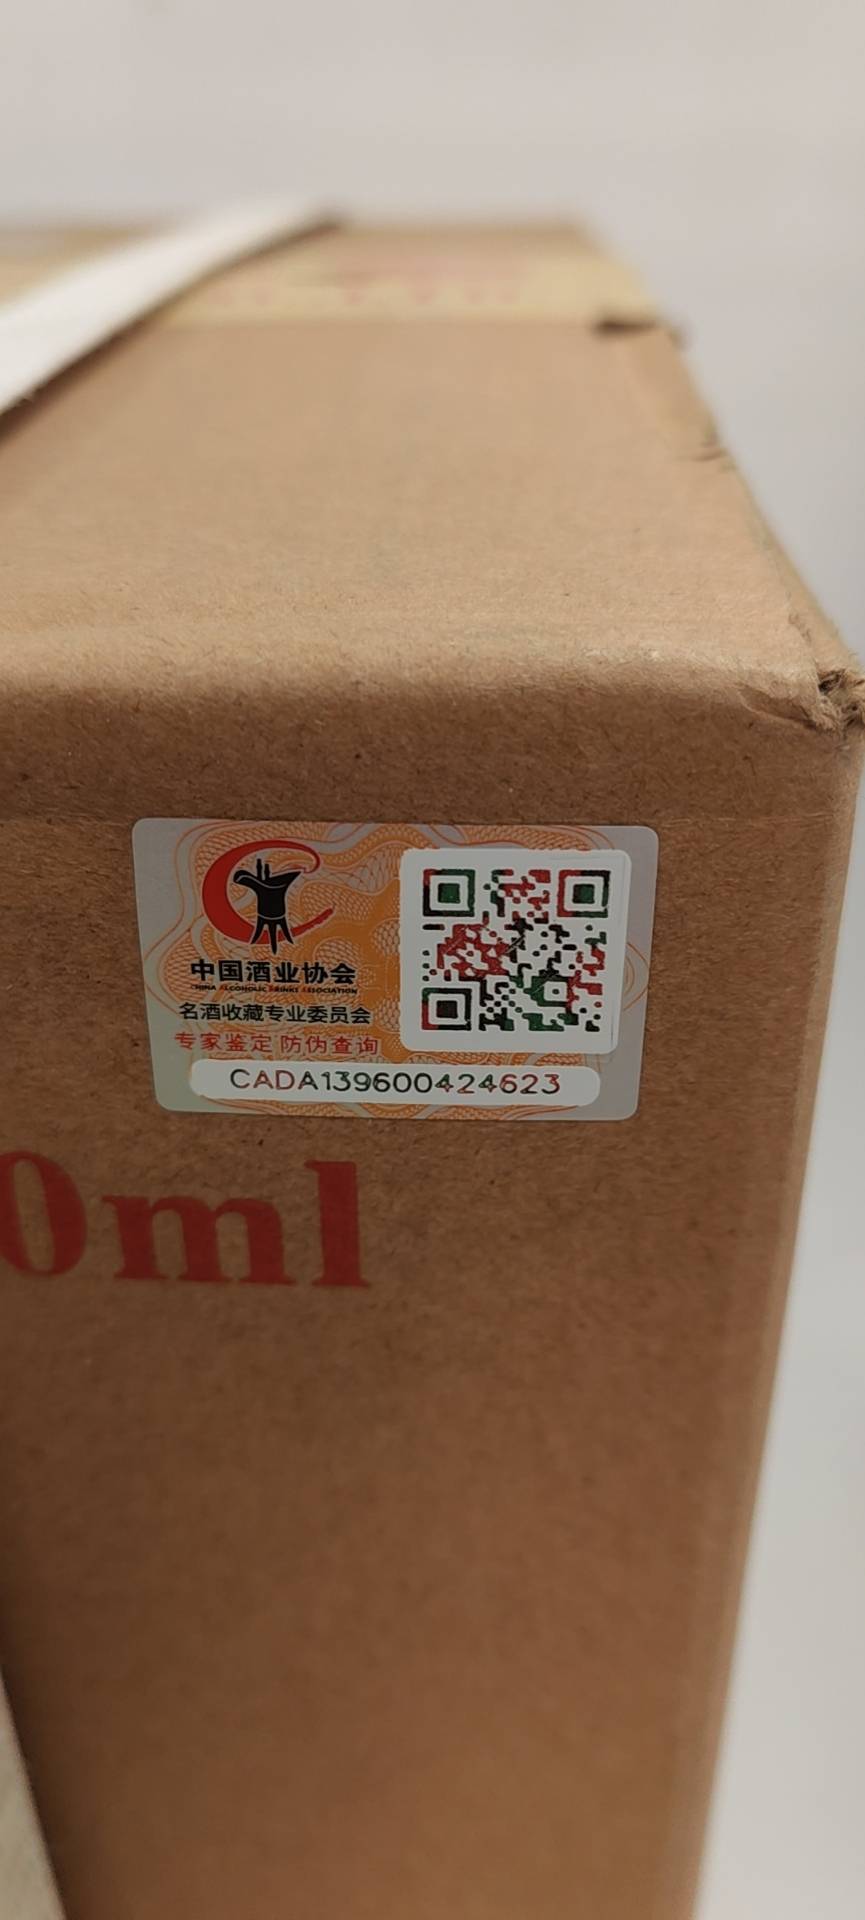 中国酒业协会
CHINA ALCOHOLIC DRINKS ASSOCIATION
名酒收藏专业委员会
专家鉴定 防伪查询
CADA139600424623
0ml